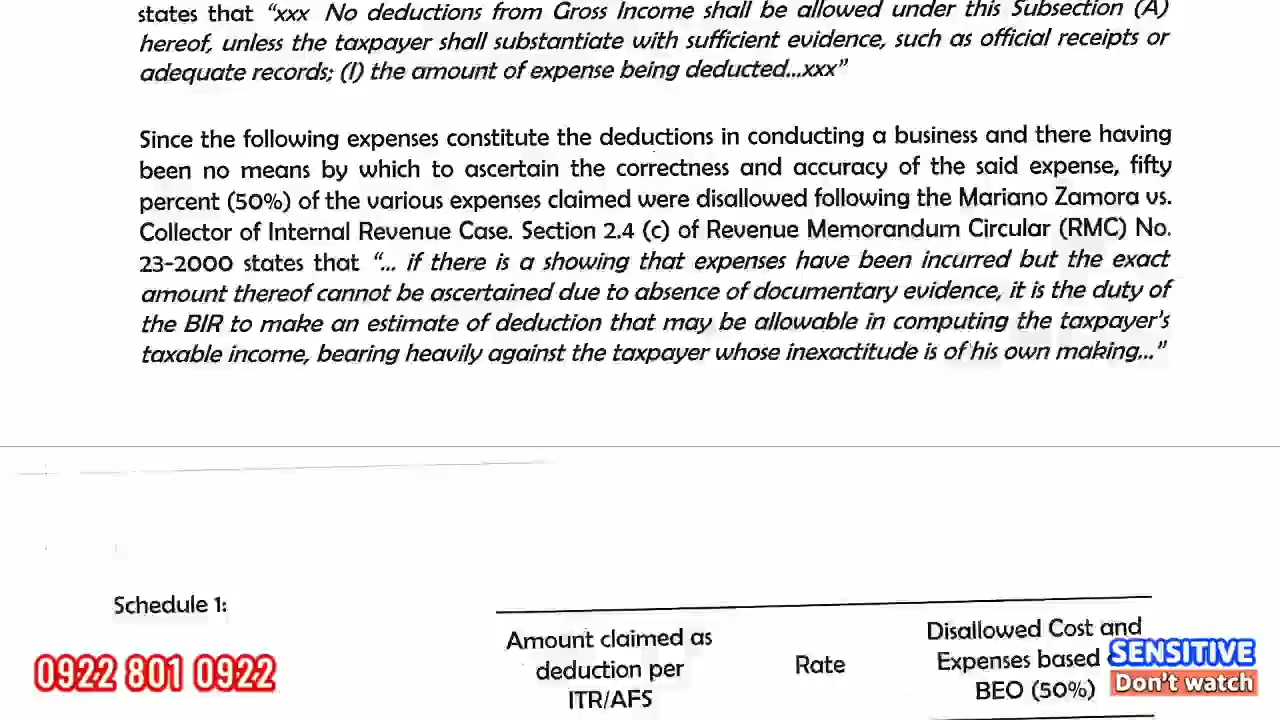 states that “xxx No deductions from Gross Income shall be allowed under this Subsection (A)
hereof, unless the taxpayer shall substantiate with sufficient evidence, such as official receipts or
adequate records; (I) the amount of expense being deducted...xxx”
Since the following expenses constitute the deductions in conducting a business and there having
been no means by which to ascertain the correctness and accuracy of the said expense, fifty
percent (50%) of the various expenses claimed were disallowed following the Mariano Zamora vs.
Collector of Internal Revenue Case. Section 2.4 (c) of Revenue Memorandum Circular (RMC) No.
23-2000 states that “... if there is a showing that expenses have been incurred but the exact
amount thereof cannot be ascertained due to absence of documentary evidence, it is the duty of
the BIR to make an estimate of deduction that may be allowable in computing the taxpayer’s
taxable income, bearing heavily against the taxpayer whose inexactitude is of his own making...”
Schedule 1:
Amount claimed as
deduction per
ITR/AFS
Rate
Disallowed Cost and
Expenses based
BEO (50%)
0922 801 0922
SENSITIVE
Don't watch